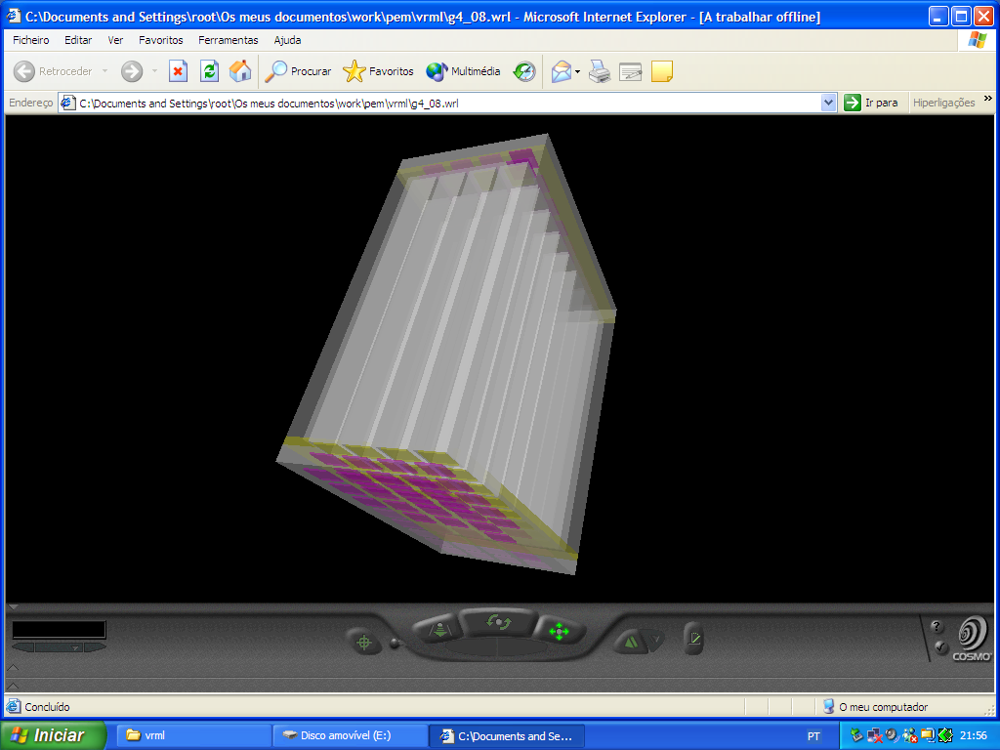 C:\Documents and Settings\root\Os meus documentos\work\pem\vrml\g4_08.wrl - Microsoft Internet Explorer - [A trabalhar offline]
Ficheiro Editar Ver Favoritos Ferramentas Ajuda
Retroceder Procurar Favoritos Multimédia
Endereço C:\Documents and Settings\root\Os meus documentos\work\pem\vrml\g4_08.wrl Ir para Hiperligações »
? COSMO
Concluído O meu computador
Iniciar vrml Disco amovível (E:) C:\Documents and Se... PT 21:56